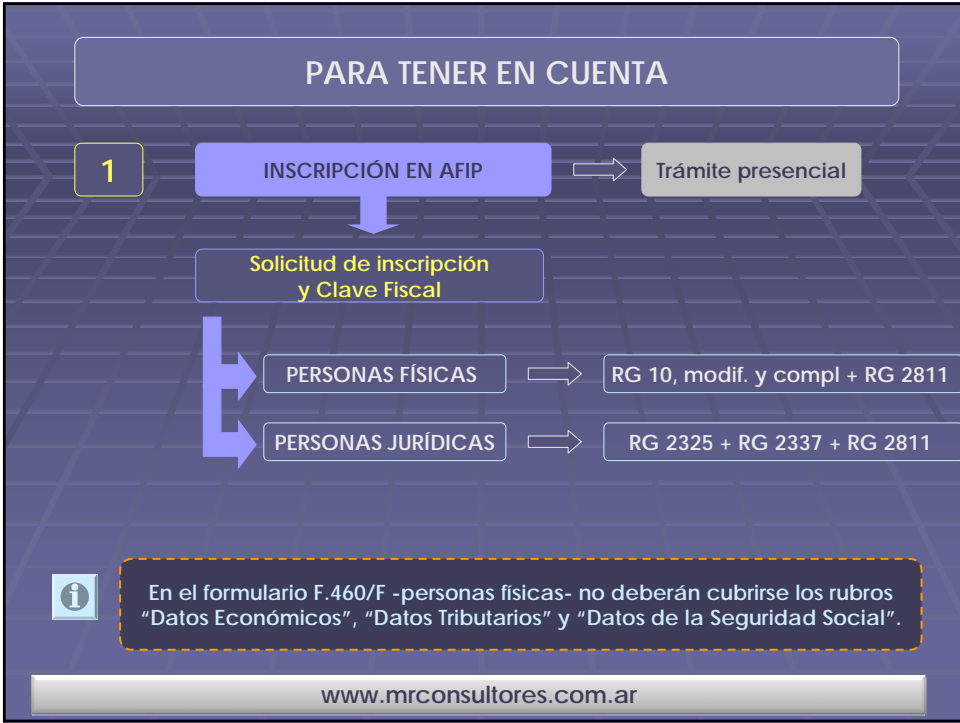 PARA TENER EN CUENTA
1
INSCRIPCIÓN EN AFIP
Trámite presencial
Solicitud de inscripción
y Clave Fiscal
PERSONAS FÍSICAS
RG 10, modif. y compl + RG 2811
PERSONAS JURÍDICAS
RG 2325 + RG 2337 + RG 2811
En el formulario F.460/F -personas físicas- no deberán cubrirse los rubros
“Datos Económicos”, “Datos Tributarios” y “Datos de la Seguridad Social”.
www.mrconsultores.com.ar